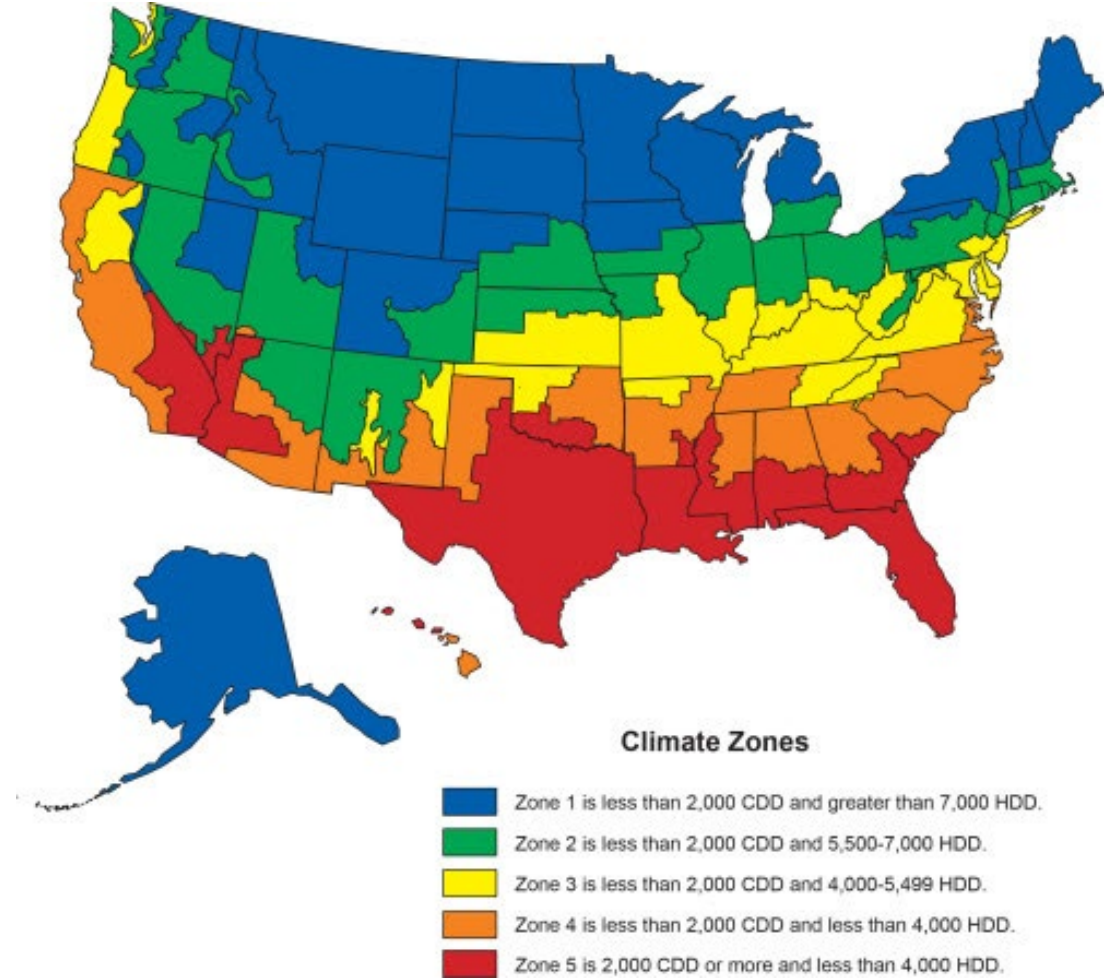 Climate Zones
Zone 1 is less than 2,000 CDD and greater than 7,000 HDD.
Zone 2 is less than 2,000 CDD and 5,500-7,000 HDD.
Zone 3 is less than 2,000 CDD and 4,000-5,499 HDD.
Zone 4 is less than 2,000 CDD and less than 4,000 HDD.
Zone 5 is 2,000 CDD or more and less than 4,000 HDD.